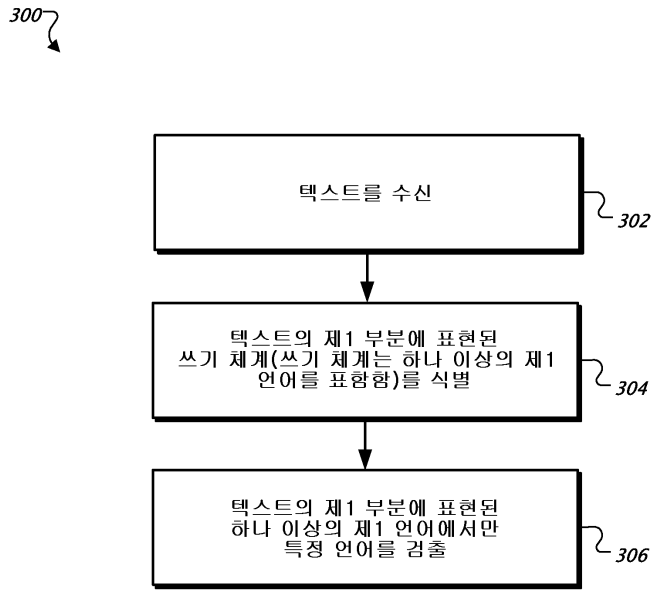 300
텍스트를 수신
302
텍스트의 제1 부분에 표현된
쓰기 체계(쓰기 체계는 하나 이상의 제1
언어를 표함함)를 식별
304
텍스트의 제1 부분에 표현된
하나 이상의 제1 언어에서만
특정 언어를 검출
306